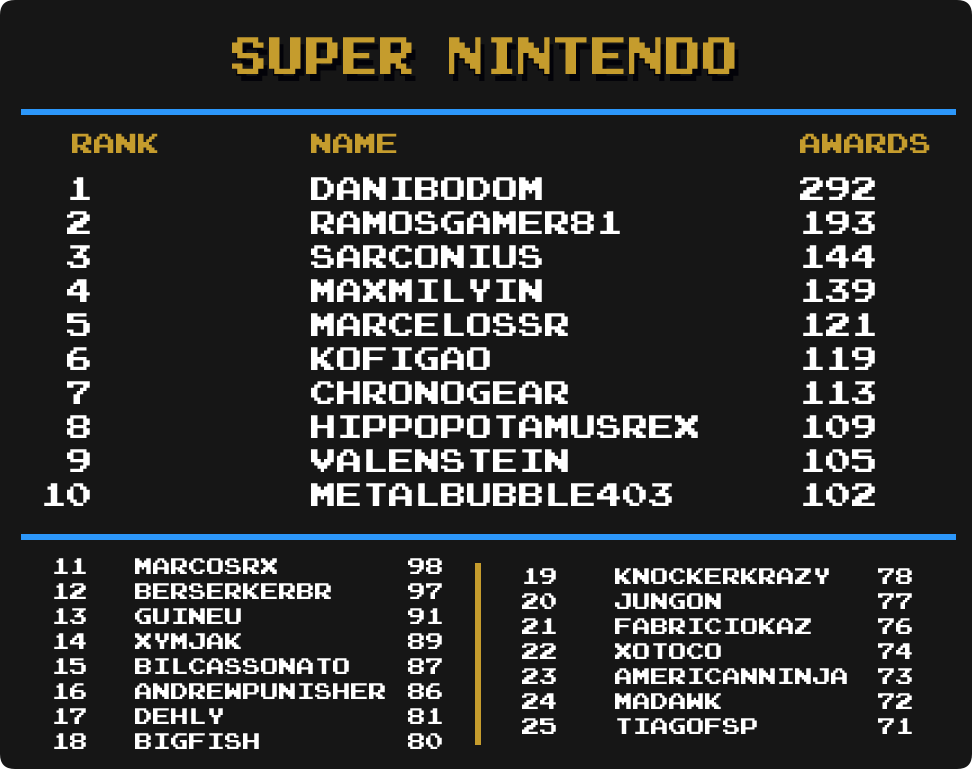 SUPER NINTENDO
RANK NAME AWARDS
1 DANIBODOM 292
2 RAMOSGAMER81 193
3 SARCONIUS 144
4 MAXMILYIN 139
5 MARCELOSSR 121
6 KOFIGAO 119
7 CHRONOGEAR 113
8 HIPPOPOTAMUSREX 109
9 VALENSTEIN 105
10 METALBUBBLE403 102
11 MARCOSRX 98
12 BERSERKERBR 97
13 GUINEU 91
14 XYMJAK 89
15 BILCASSONATO 87
16 ANDREWPUNISHER 86
17 DEHLY 81
18 BIGFISH 80
19 KNOCKERKRAZY 78
20 JUNGON 77
21 FABRICIOKAZ 76
22 XOTOCO 74
23 AMERICANNINJA 73
24 MADAWK 72
25 TIAGOFSP 71